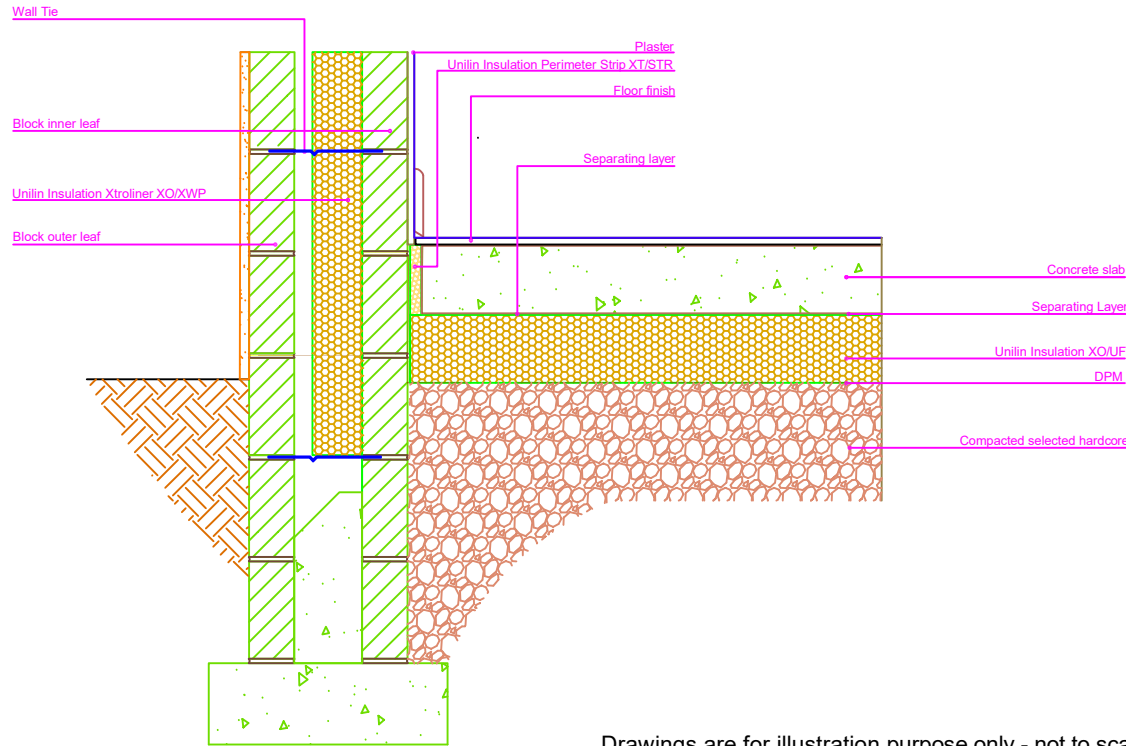 Wall Tie
Plaster
Unilin Insulation Perimeter Strip XT/STR
Floor finish
Block inner leaf
Separating layer
Unilin Insulation Xtroliner XO/XWP
Block outer leaf
Concrete slab
Separating Layer
Unilin Insulation XO/UF
DPM
Compacted selected hardcore
Drawings are for illustration purpose only - not to sca